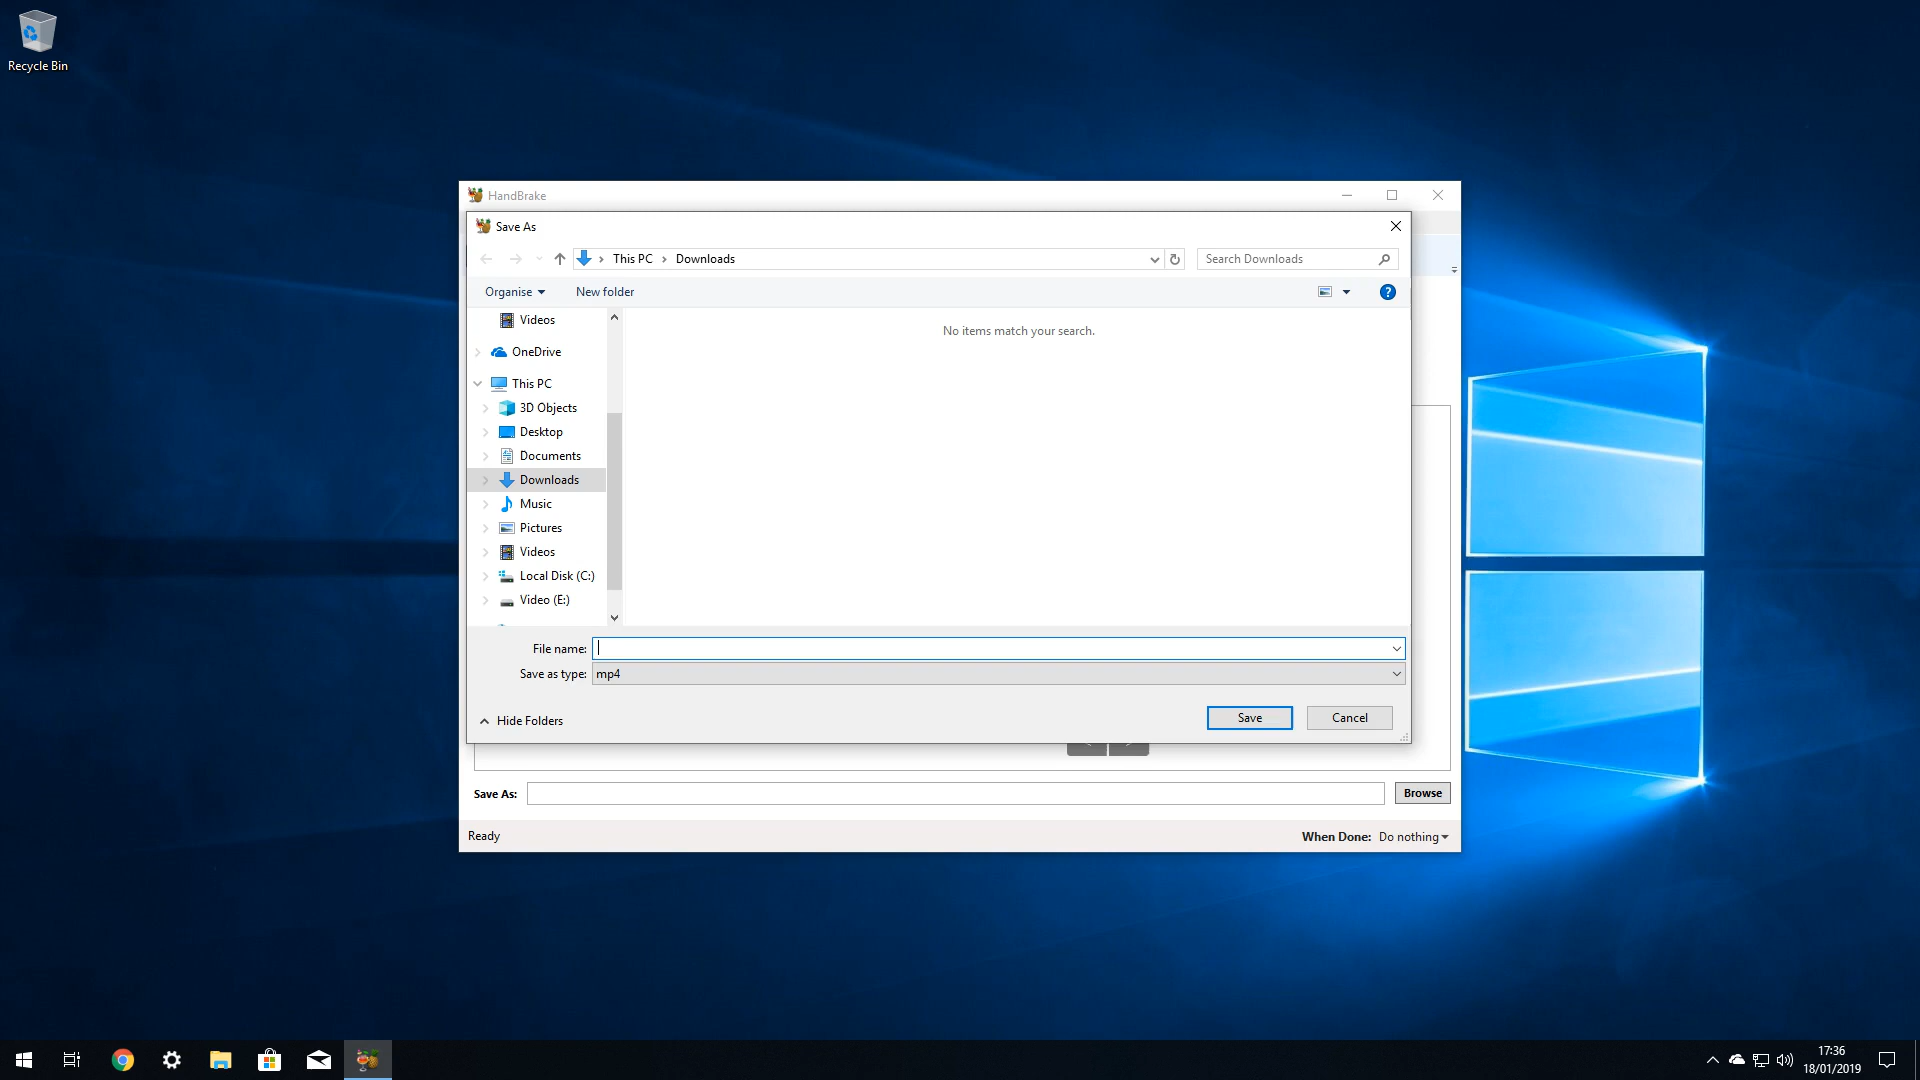 Recycle Bin
HandBrake
Save As
This PC
Downloads
Search Downloads
Organise
New folder
Videos
No items match your search.
OneDrive
This PC
3D Objects
Desktop
Documents
Downloads
Music
Pictures
Videos
Local Disk (C:)
Video (E:)
File name:
Save as type: mp4
Hide Folders
Save
Cancel
Save As:
Browse
Ready
When Done: Do nothing
17:36
18/01/2019